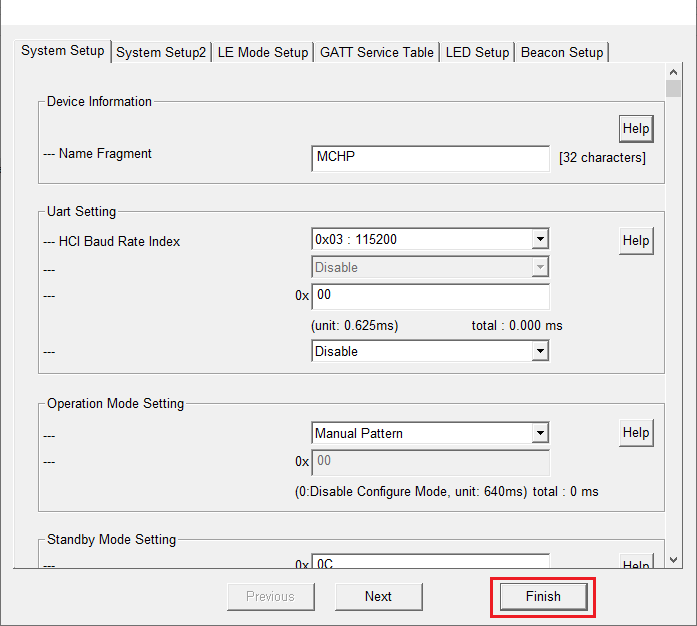 System Setup System Setup2 LE Mode Setup GATT Service Table LED Setup Beacon Setup
Device Information
Help
--- Name Fragment MCHP [32 characters]
Uart Setting
--- HCI Baud Rate Index 0x03 : 115200 Help
--- Disable
--- 0x 00
(unit: 0.625ms) total : 0.000 ms
--- Disable
Operation Mode Setting
--- Manual Pattern Help
--- 0x 00
(0:Disable Configure Mode, unit: 640ms) total : 0 ms
Standby Mode Setting
--- 0x 0C Help
Previous Next Finish